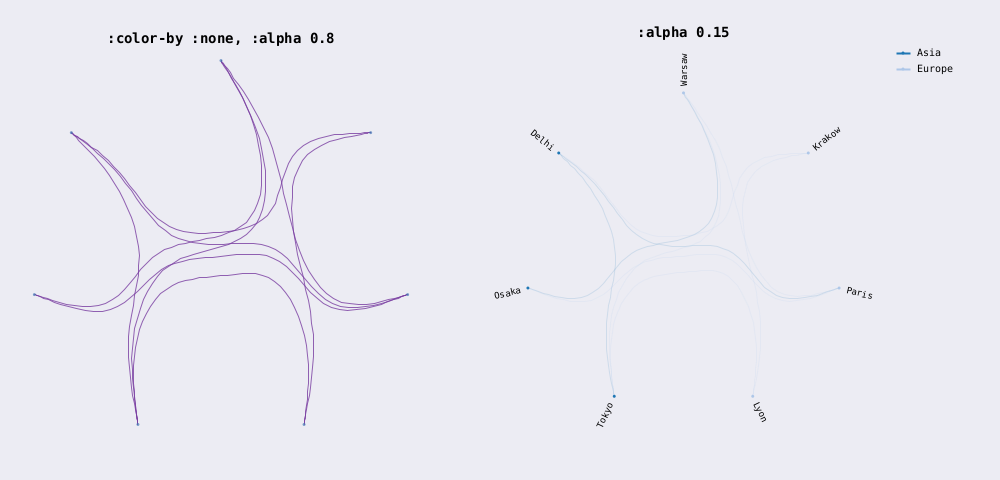 :color-by :none, :alpha 0.8
:alpha 0.15
Asia
Europe
Warsaw
Delhi
Krakow
Osaka
Paris
Tokyo
Lyon